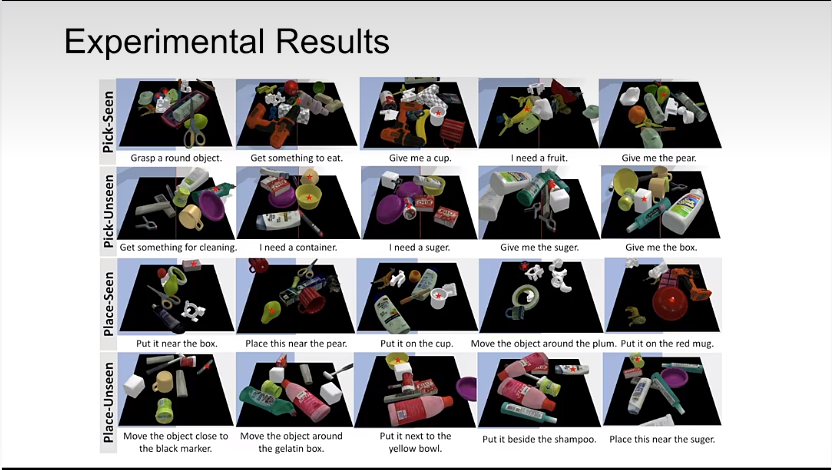 Experimental Results
Pick-Seen
Grasp a round object.
Get something to eat.
Give me a cup.
I need a fruit.
Give me the pear.
Pick-Unseen
Get something for cleaning.
I need a container.
I need a suger.
Give me the suger.
Give me the box.
Place-Seen
Put it near the box.
Place this near the pear.
Put it on the cup.
Move the object around the plum.
Put it on the red mug.
Place-Unseen
Move the object close to
the black marker.
Move the object around
the gelatin box.
Put it next to the
yellow bowl.
Put it beside the shampoo.
Place this near the suger.